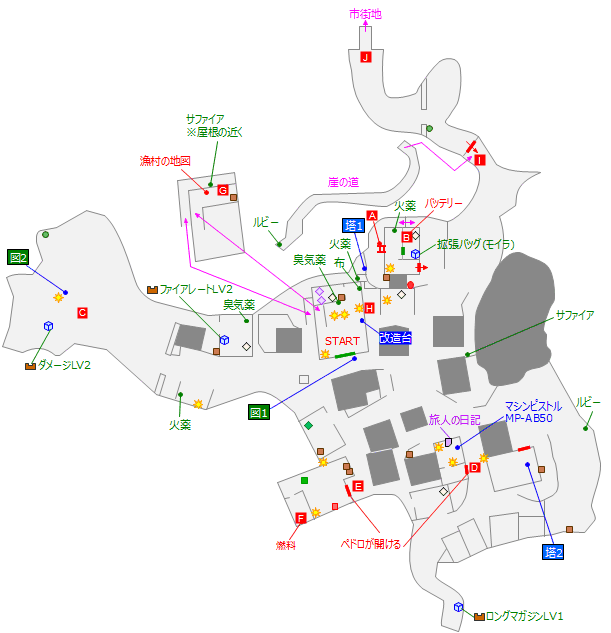 市街地
J
サファイア
※屋根の近く
漁村の地図
G
I
崖の道
ルビー
塔1
A
火薬
バッテリー
B
拡張バッグ(モイラ)
火薬
臭気薬
布
図2
ファイアレートLV2
臭気薬
C
H
サファイア
改造台
START
ダメージLV2
火薬
図1
旅人の日記
マシンピストル
MP-AB50
ルビー
D
E
F
燃料
ペドロが開ける
塔2
ロングマガジンLV1